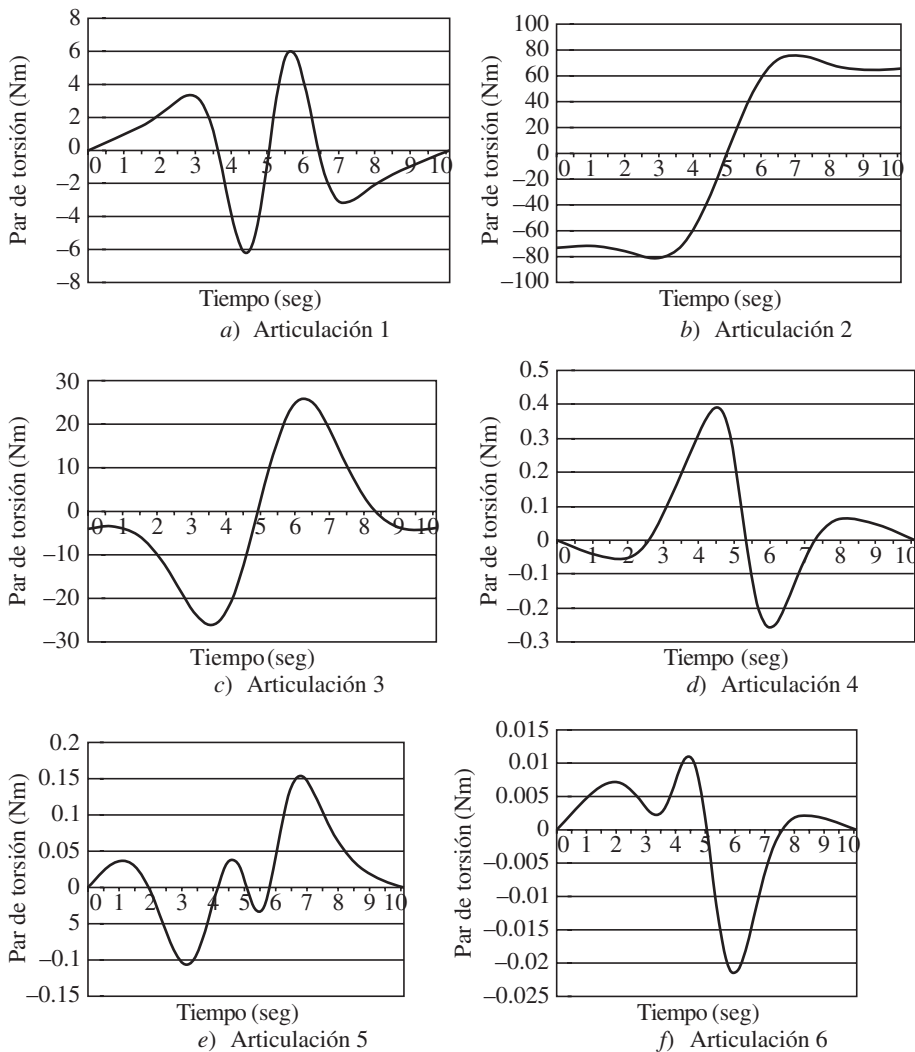 Par de torsión (Nm)
8
6
4
2
0
–2
–4
–6
–8
0 1 2 3 4 5 6 7 8 9 10
Tiempo (seg)
a) Articulación 1
Par de torsión (Nm)
100
80
60
40
20
0
–20
–40
–60
–80
–100
0 1 2 3 4 5 6 7 8 9 10
Tiempo (seg)
b) Articulación 2
Par de torsión (Nm)
30
20
10
0
–10
–20
–30
0 1 2 3 4 5 6 7 8 9 10
Tiempo (seg)
c) Articulación 3
Par de torsión (Nm)
0.5
0.4
0.3
0.2
0.1
0
–0.1
–0.2
–0.3
0 1 2 3 4 5 6 7 8 9 10
Tiempo (seg)
d) Articulación 4
Par de torsión (Nm)
0.2
0.15
0.1
0.05
0
5
–0.1
–0.15
0 1 2 3 4 5 6 7 8 9 10
Tiempo (seg)
e) Articulación 5
Par de torsión (Nm)
0.015
0.01
0.005
0
–0.005
–0.01
–0.015
–0.02
–0.025
0 1 2 3 4 5 6 7 8 9 10
Tiempo (seg)
f) Articulación 6